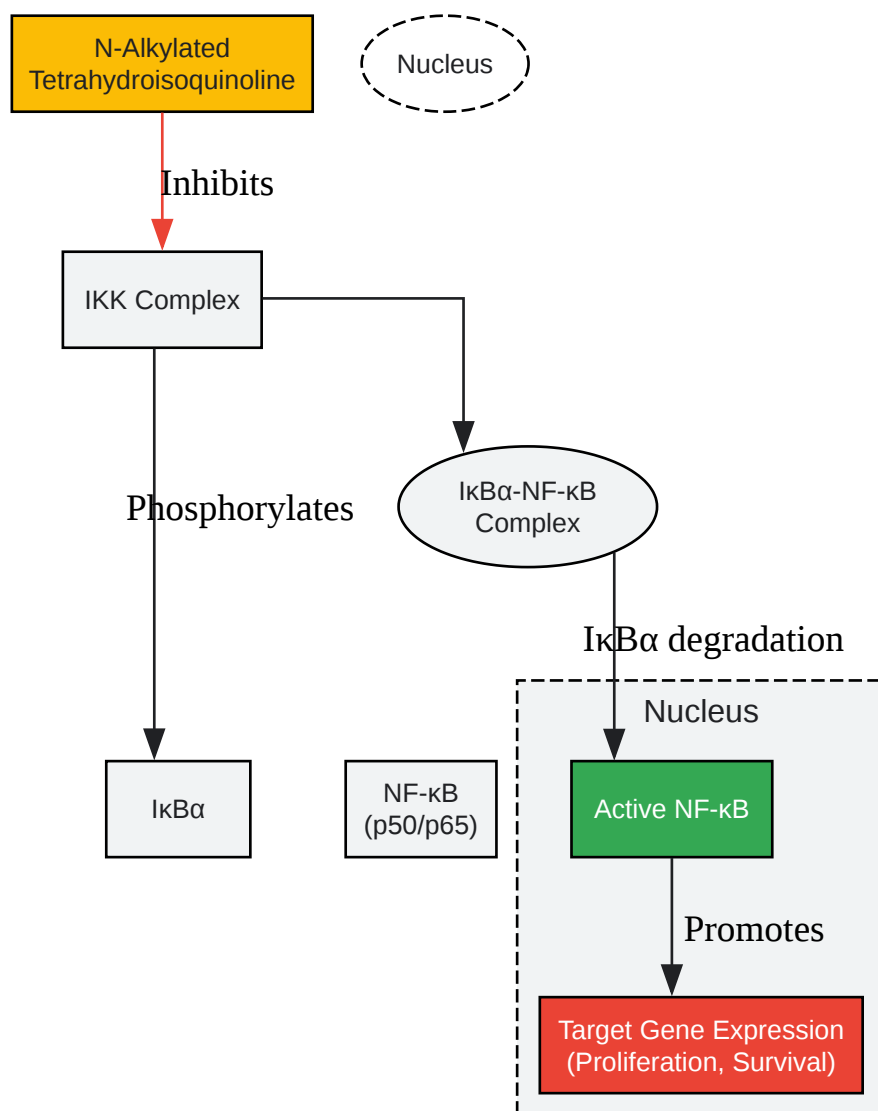 N-Alkylated
Tetrahydroisoquinoline
Nucleus
Inhibits
IKK Complex
Phosphorylates
IκBα-NF-κB
Complex
IκBα degradation
Nucleus
IκBα
NF-κB
(p50/p65)
Active NF-κB
Promotes
Target Gene Expression
(Proliferation, Survival)